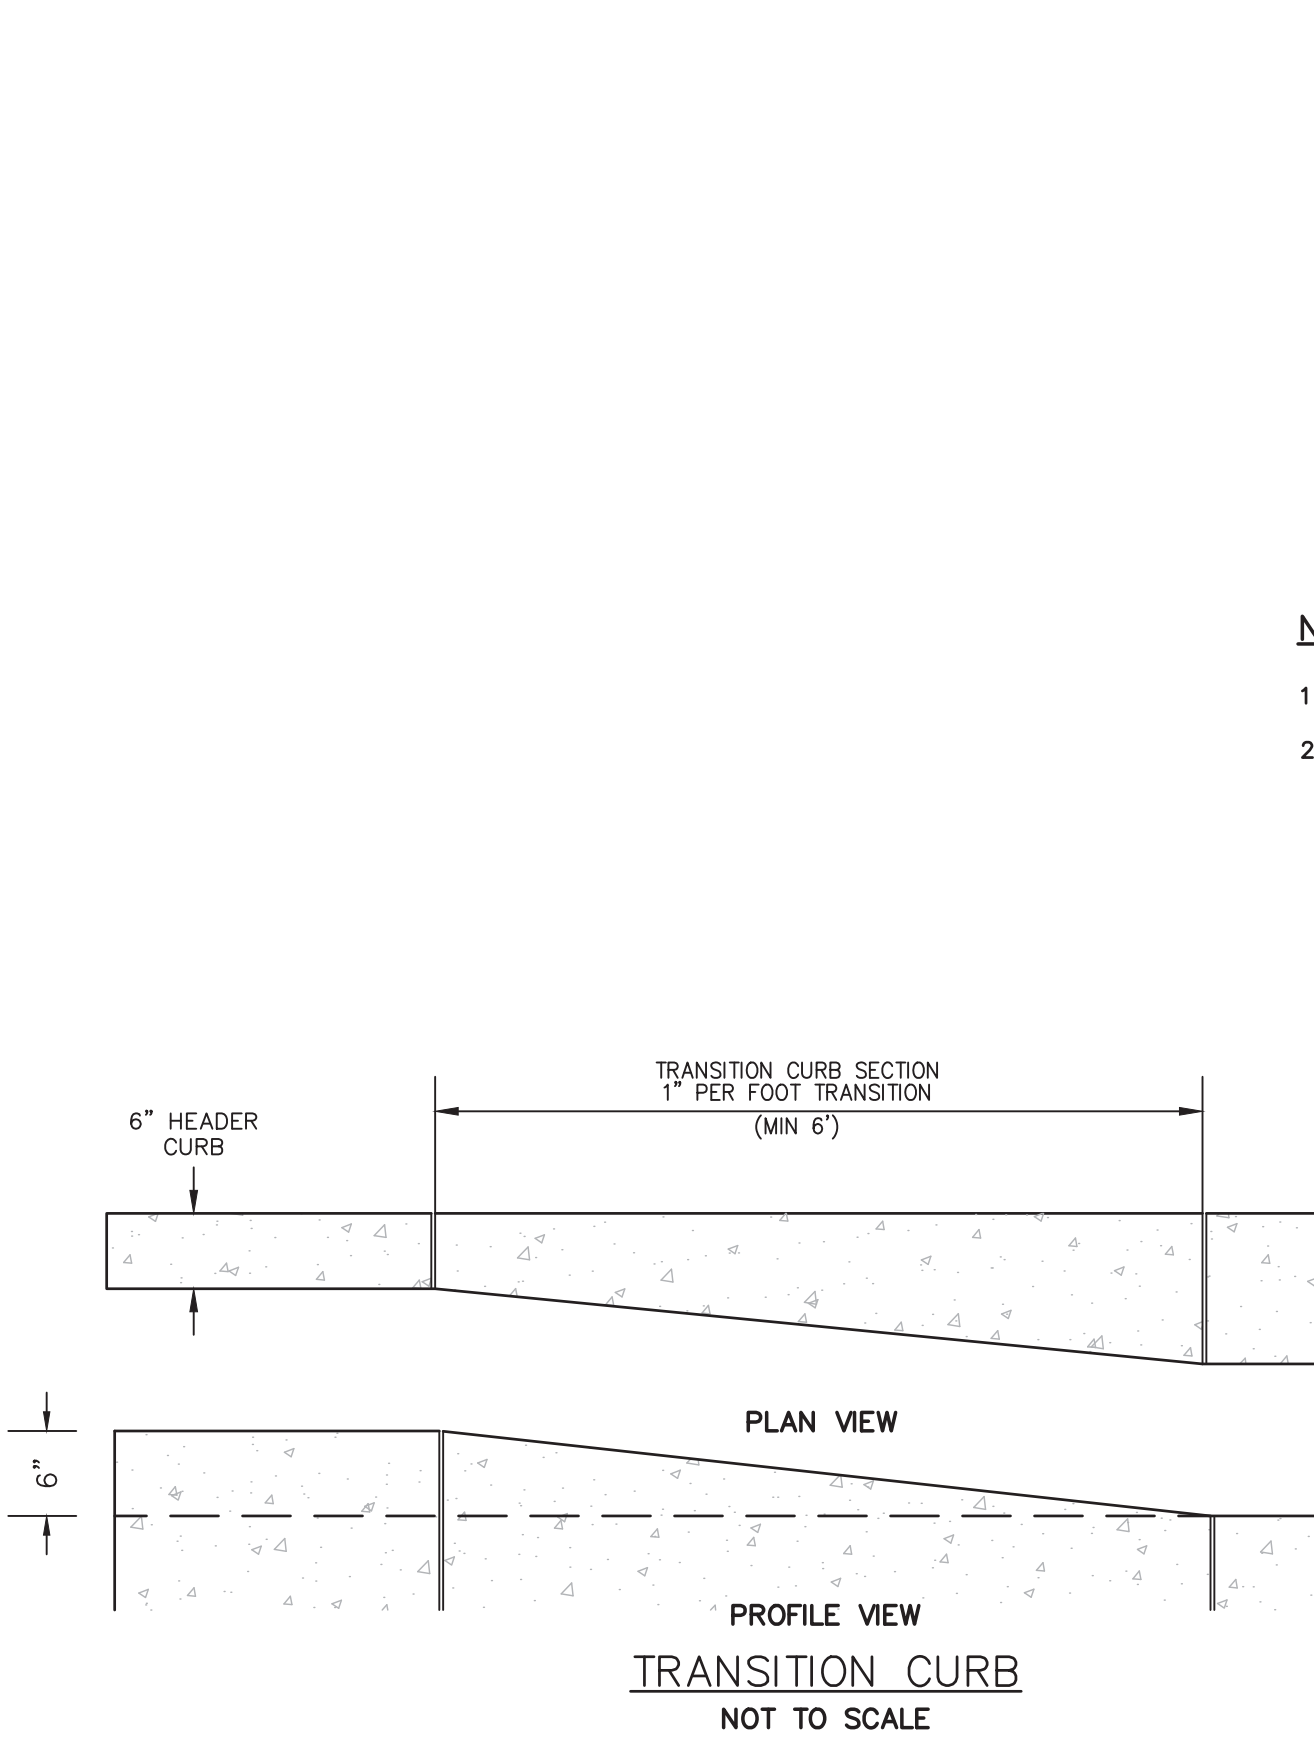 1
2
TRANSITION CURB SECTION
1" PER FOOT TRANSITION
(MIN 6')
6" HEADER
CURB
PLAN VIEW
6"
PROFILE VIEW
TRANSITION CURB
NOT TO SCALE